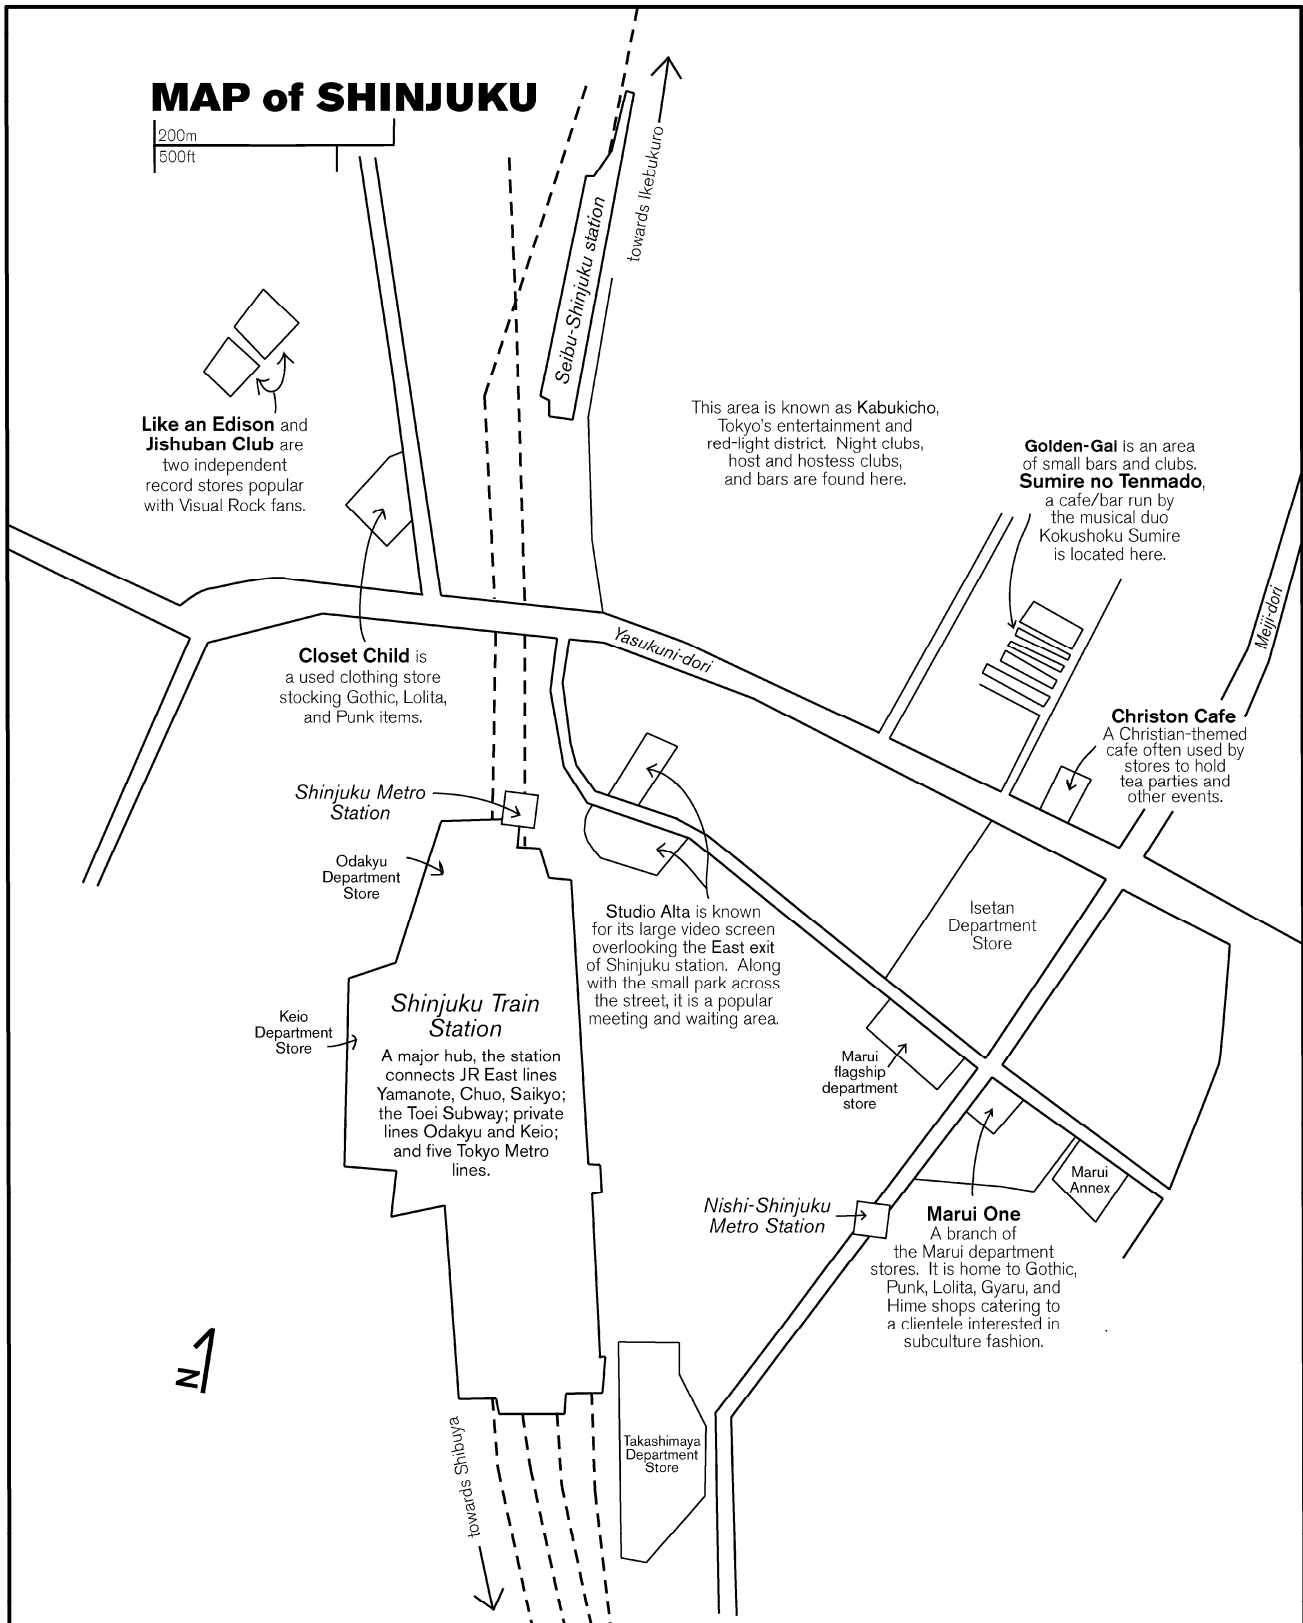 MAP of SHINJUKU
200m
500ft
towards Ikebukuro
Seibu-Shinjuku station
Like an Edison and
Jishuban Club are
two independent
record stores popular
with Visual Rock fans.
This area is known as Kabukicho,
Tokyo's entertainment and
red-light district. Night clubs,
host and hostess clubs,
and bars are found here.
Golden-Gai is an area
of small bars and clubs.
Sumire no Tenmado,
a cafe/bar run by
the musical duo
Kokushoku Sumire
is located here.
Meiji-dori
Yasukuni-dori
Closet Child is
a used clothing store
stocking Gothic, Lolita,
and Punk items.
Christon Cafe
A Christian-themed
cafe often used by
stores to hold
tea parties and
other events.
Shinjuku Metro
Station
Odakyu
Department
Store
Studio Alta is known
for its large video screen
overlooking the East exit
of Shinjuku station. Along
with the small park across
the street, it is a popular
meeting and waiting area.
Isetan
Department
Store
Keio
Department
Store
Shinjuku Train
Station
A major hub, the station
connects JR East lines
Yamanote, Chuo, Saikyo;
the Toei Subway; private
lines Odakyu and Keio;
and five Tokyo Metro
lines.
Marui
flagship
department
store
Marui
Annex
Nishi-Shinjuku
Metro Station
Marui One
A branch of
the Marui department
stores. It is home to Gothic,
Punk, Lolita, Gyaru, and
Hime shops catering to
a clientele interested in
subculture fashion.
N
towards Shibuya
Takashimaya
Department
Store